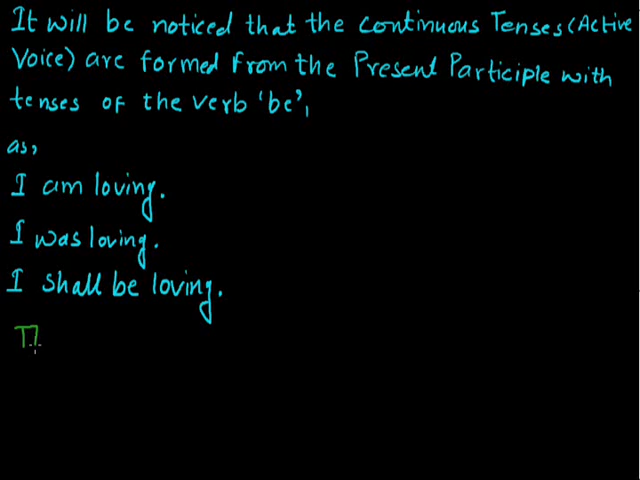 It will be noticed that the continuous Tenses (Active
Voice) are formed from the Present Participle with
tenses of the verb 'be',
as,
I am loving.
I was loving.
I shall be loving.